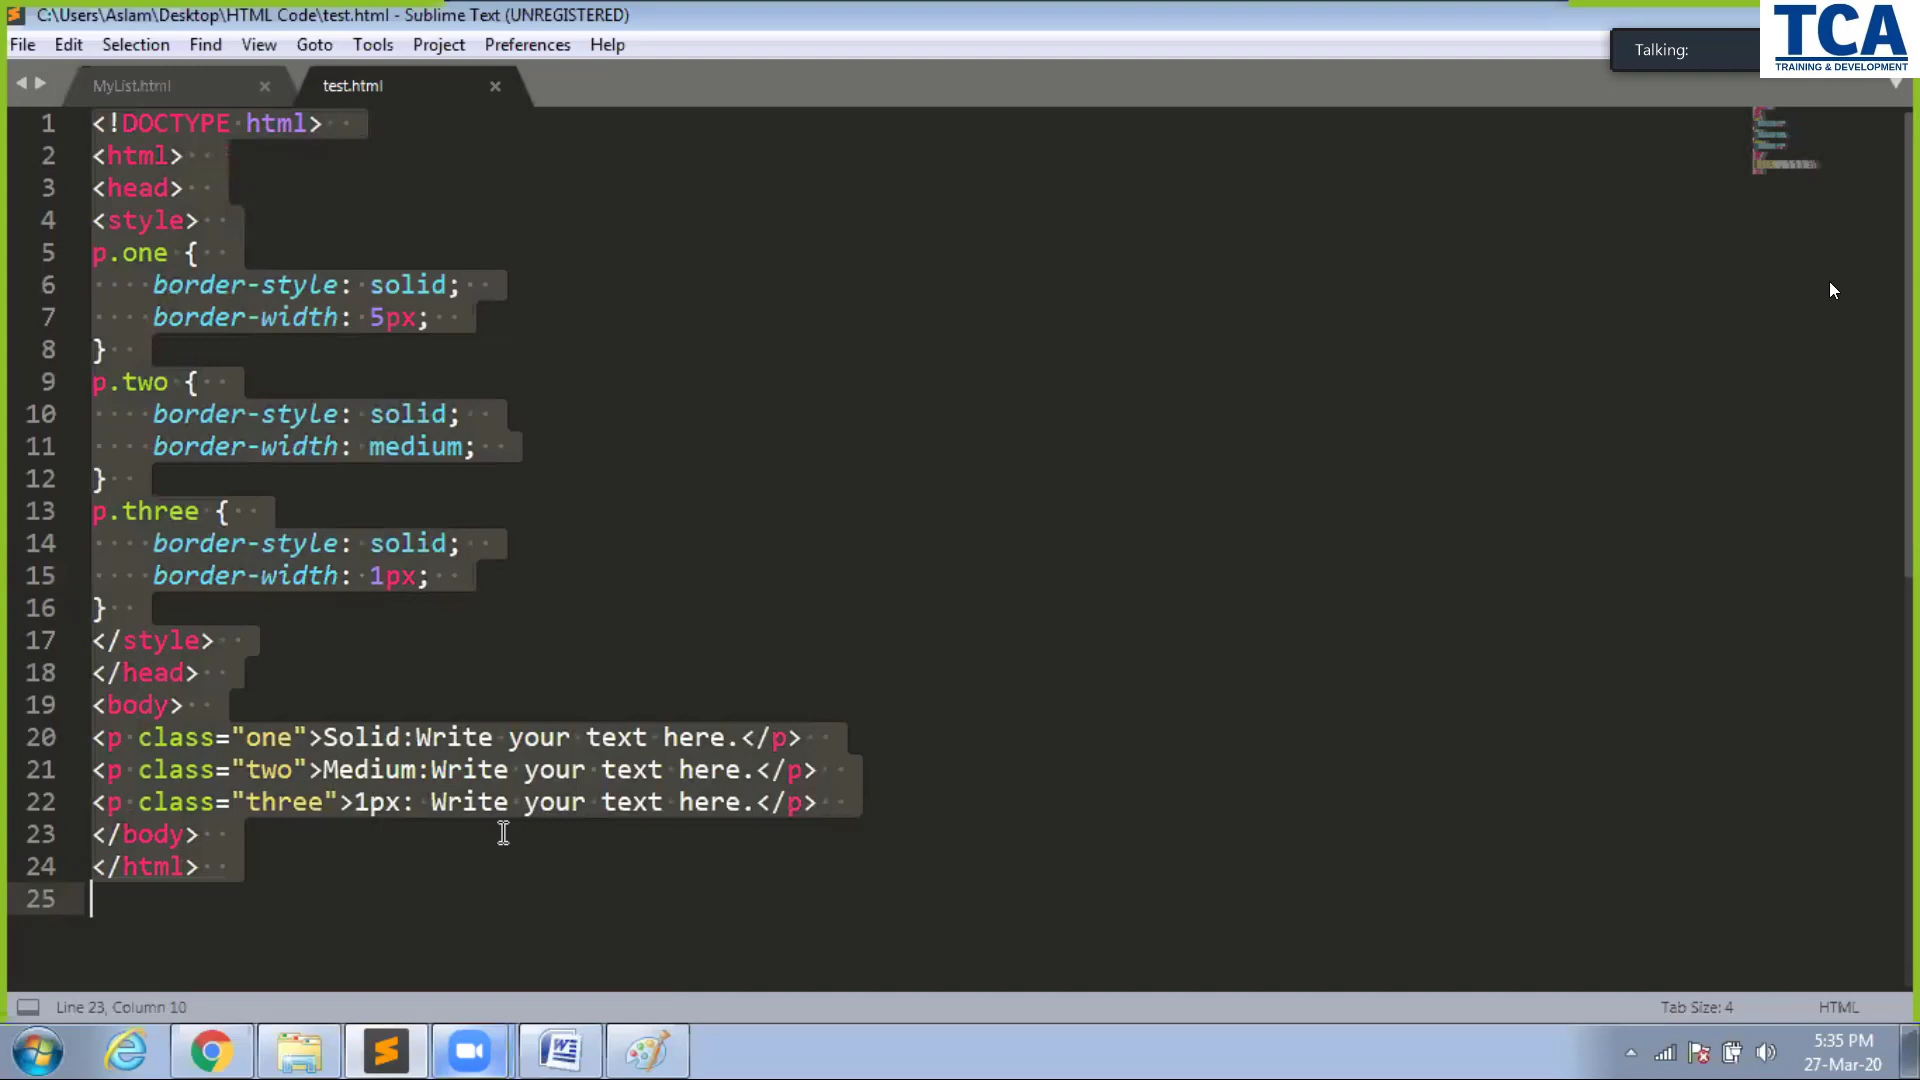 C:\Users\Aslam\Desktop\HTML Code\test.html - Sublime Text (UNREGISTERED)
File Edit Selection Find View Goto Tools Project Preferences Help
Talking:
TCA
TRAINING & DEVELOPMENT
MyList.html
test.html
1 <!DOCTYPE html>
2 <html>
3 <head>
4 <style>
5 p.one {
6 border-style: solid;
7 border-width: 5px;
8 }
9 p.two {
10 border-style: solid;
11 border-width: medium;
12 }
13 p.three {
14 border-style: solid;
15 border-width: 1px;
16 }
17 </style>
18 </head>
19 <body>
20 <p class="one">Solid:Write your text here.</p>
21 <p class="two">Medium:Write your text here.</p>
22 <p class="three">1px: Write your text here.</p>
23 </body>
24 </html>
25
Line 23, Column 10
Tab Size: 4
HTML
5:35 PM
27-Mar-20